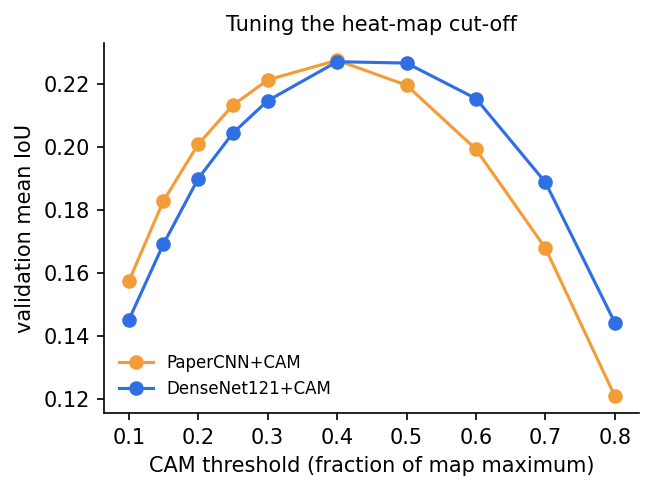 Tuning the heat-map cut-off
validation mean IoU
0.22
0.20
0.18
0.16
0.14
0.12
PaperCNN+CAM
DenseNet121+CAM
0.1 0.2 0.3 0.4 0.5 0.6 0.7 0.8
CAM threshold (fraction of map maximum)